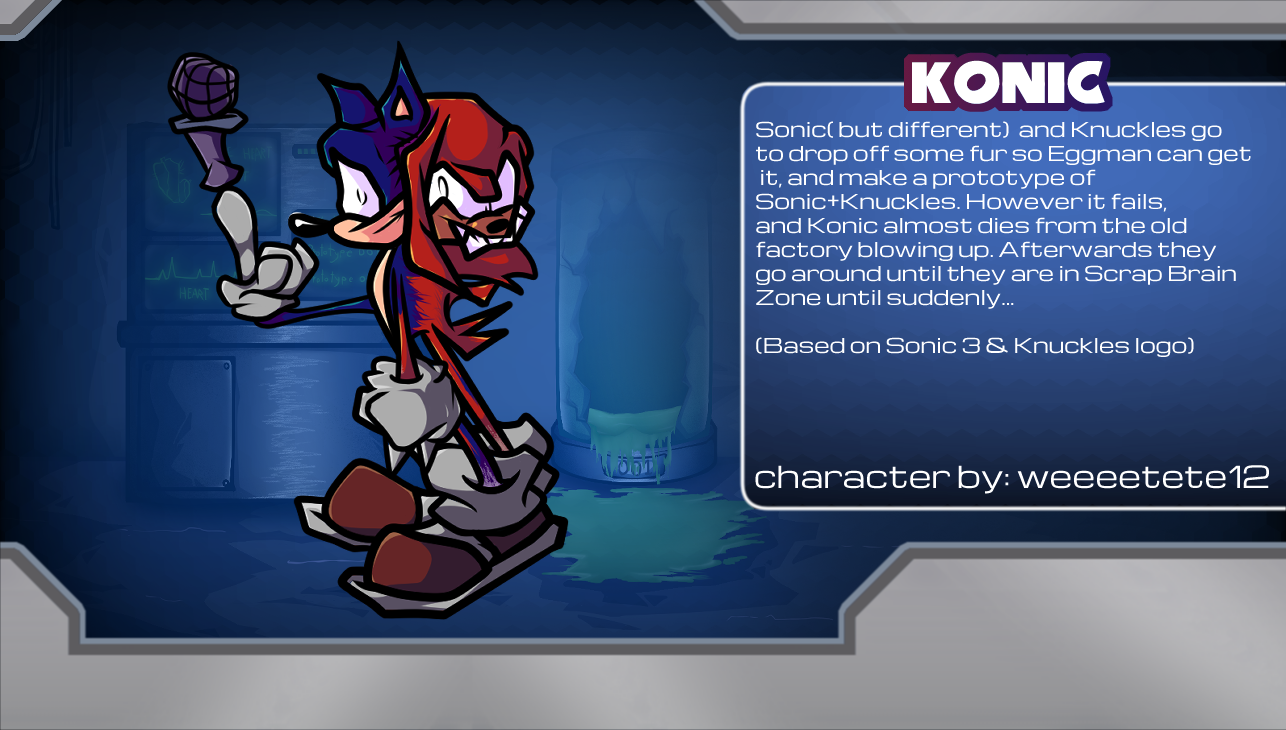 KONIC
Sonic( but different)  and Knuckles go
to drop off some fur so Eggman can get
it, and make a prototype of
Sonic+Knuckles. However it fails,
and Konic almost dies from the old
factory blowing up. Afterwards they
go around until they are in Scrap Brain
Zone until suddenly...
(Based on Sonic 3 & Knuckles logo)
character by: weeeetete12
HEART
HEART